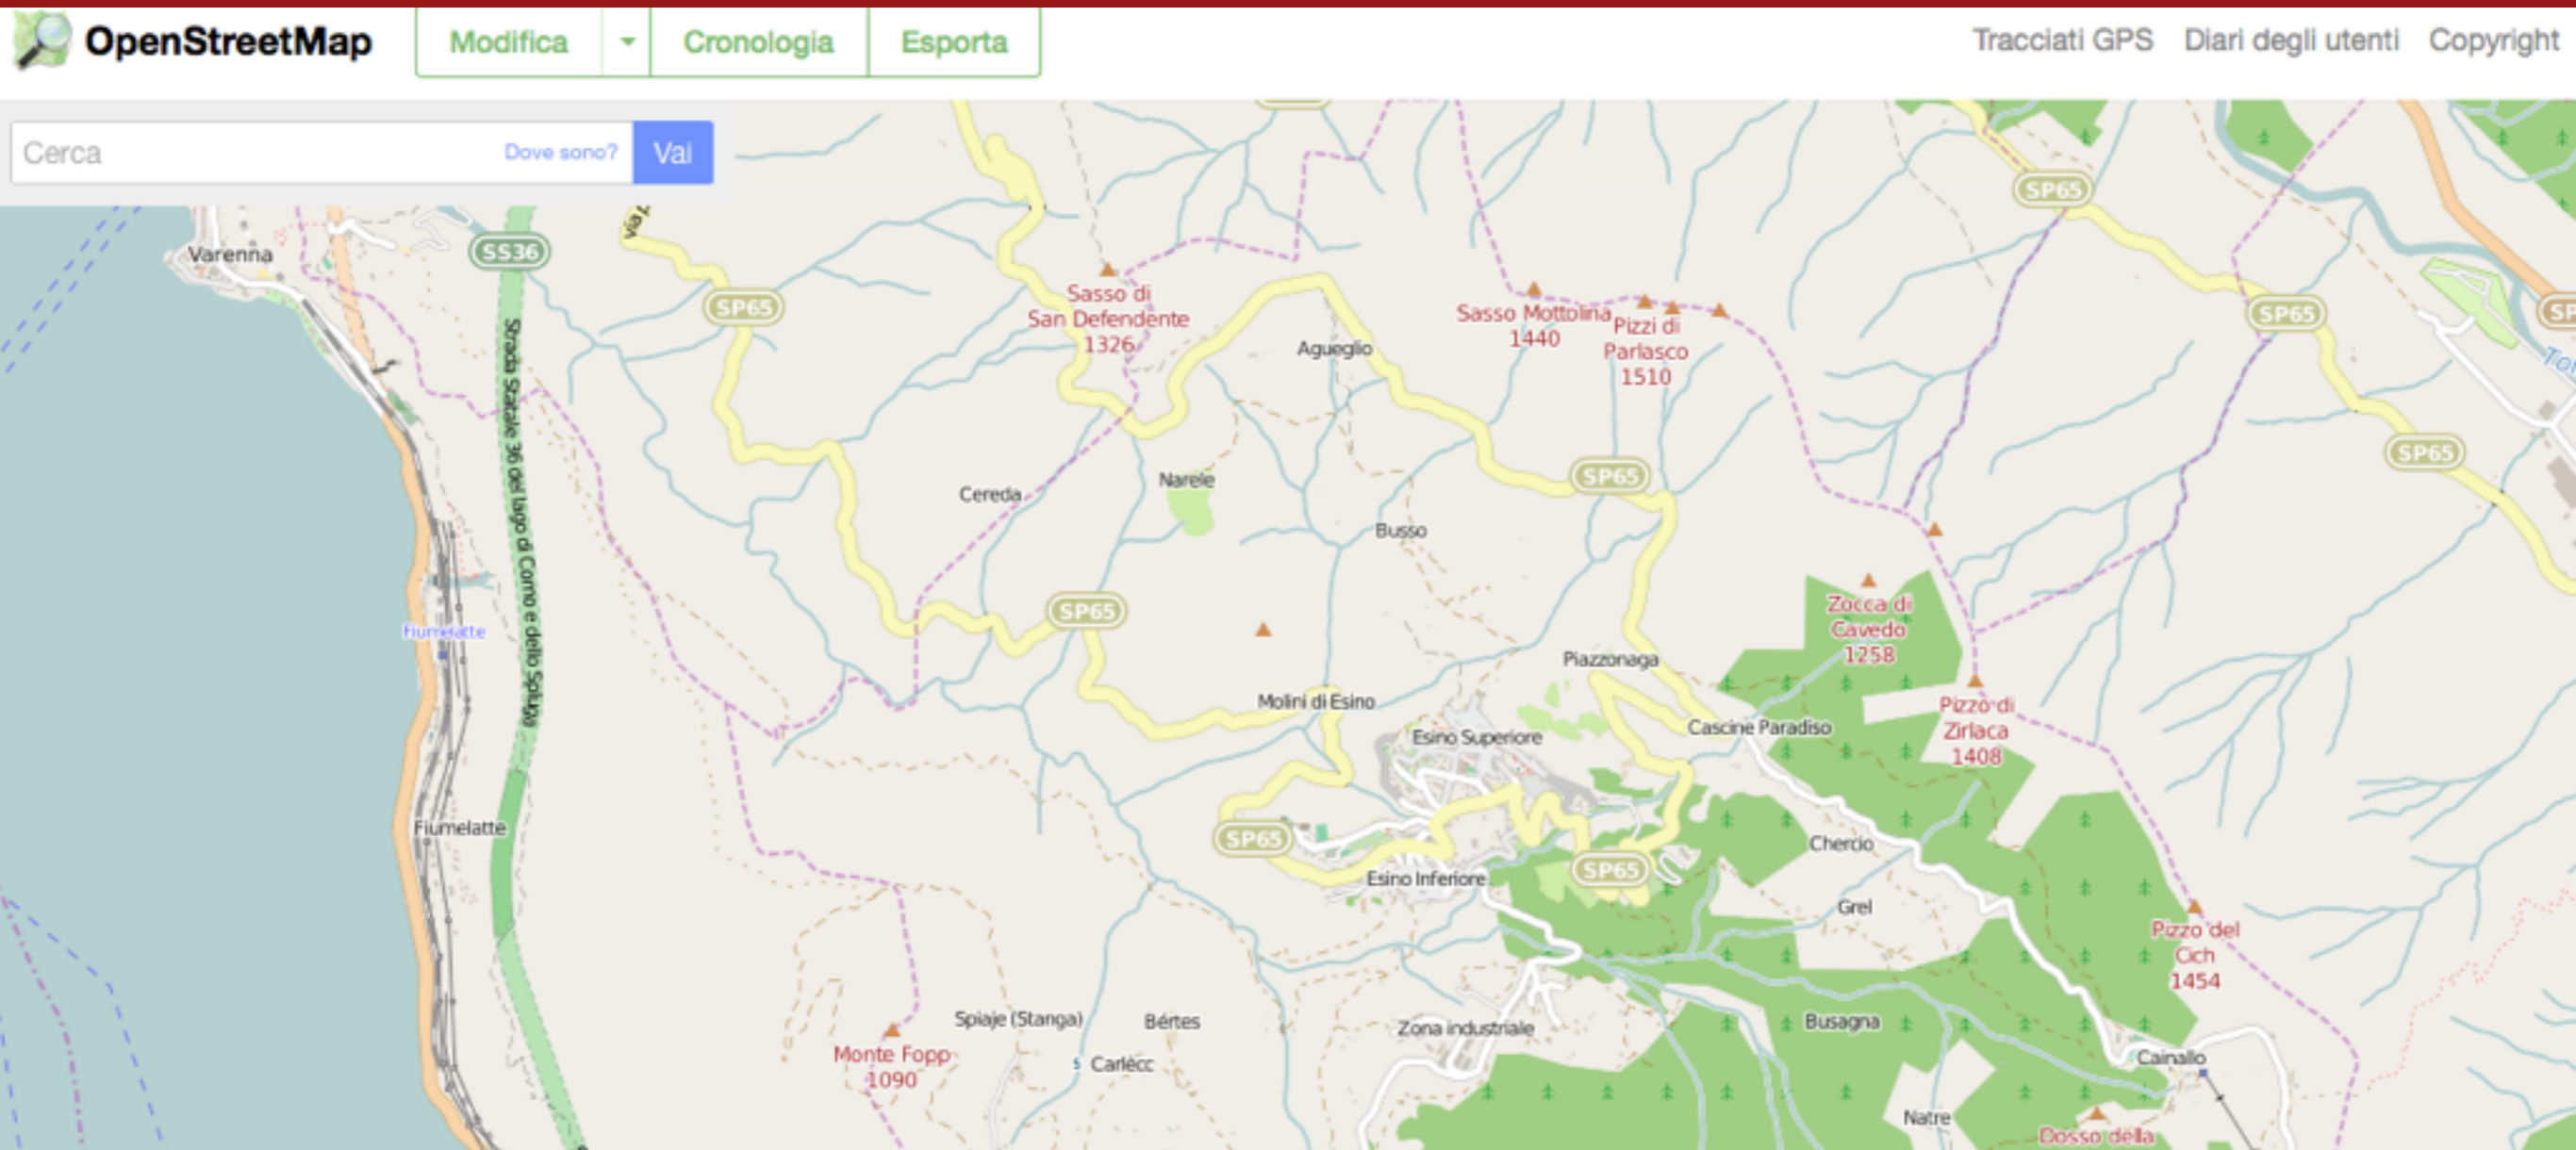 OpenStreetMap
Modifica
Cronologia
Esporta
Tracciati GPS
Diari degli utenti
Copyright
Cerca
Dove sono?
Vai
SP65
Varenna
SS36
SP65
SP65
Strada Statale 36 del lago di Como e dello Spluga
Sasso di
San Defendente
1326
Sasso Mottolina
1440
Pizzi di
Parlasco
1510
Agueglio
SP65
SP65
Narele
Cereda
Busso
SP65
Zocca di
Cavedo
1258
Fiumelatte
Piazzonaga
Molini di Esino
Pizzo di
Zirlaca
1408
Cascine Paradiso
Esino Superiore
Fiumelatte
SP65
Chercio
SP65
Esino Inferiore
Grel
Pizzo del
Cich
1454
Spiaje (Stanga)
Bértes
Zona industriale
Busagna
Monte Fopp
1090
Carlècc
Cainallo
Natre
Dosso della